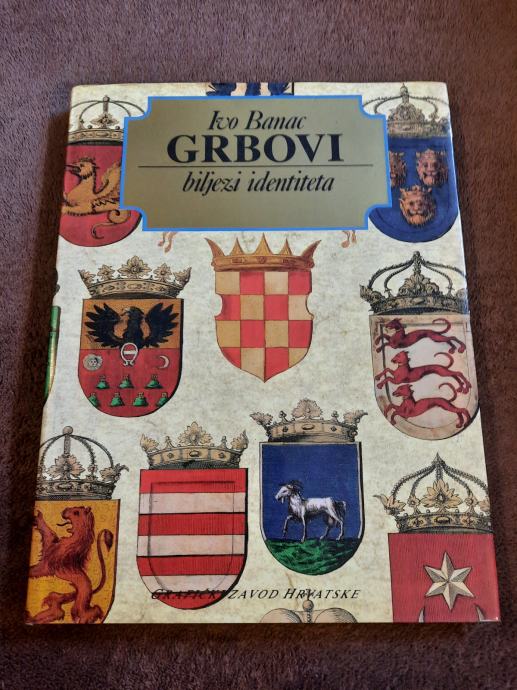 Ivo Banac
GRBOVI
biljezi identiteta
GRAFIČKI ZAVOD HRVATSKE